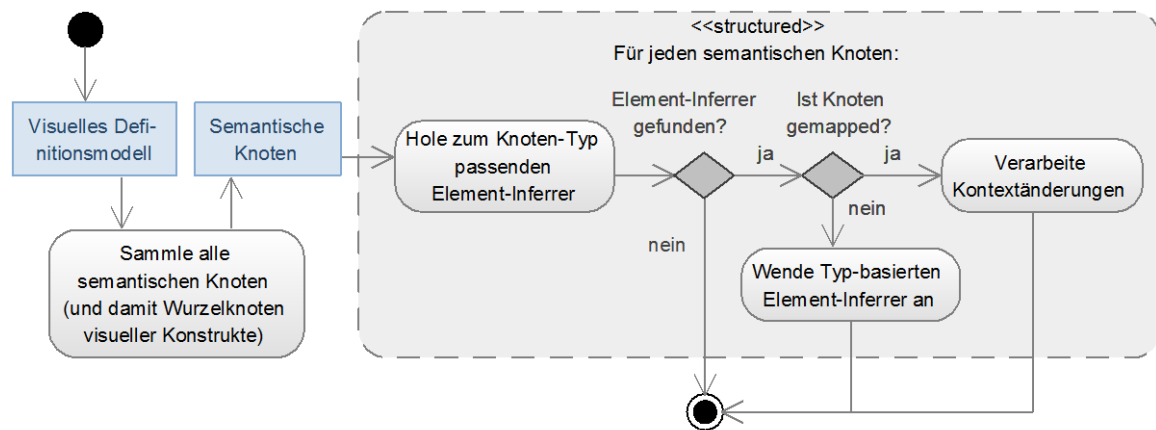 <<structured>>
Für jeden semantischen Knoten:
Visuelles Defi-
nitionsmodell
Semantische
Knoten
Sammle alle
semantischen Knoten
(und damit Wurzelknoten
visueller Konstrukte)
Hole zum Knoten-Typ
passenden
Element-Inferrer
Element-Inferrer
gefunden?
ja
nein
Ist Knoten
gemapped?
ja
nein
Verarbeite
Kontextänderungen
Wende Typ-basierten
Element-Inferrer an